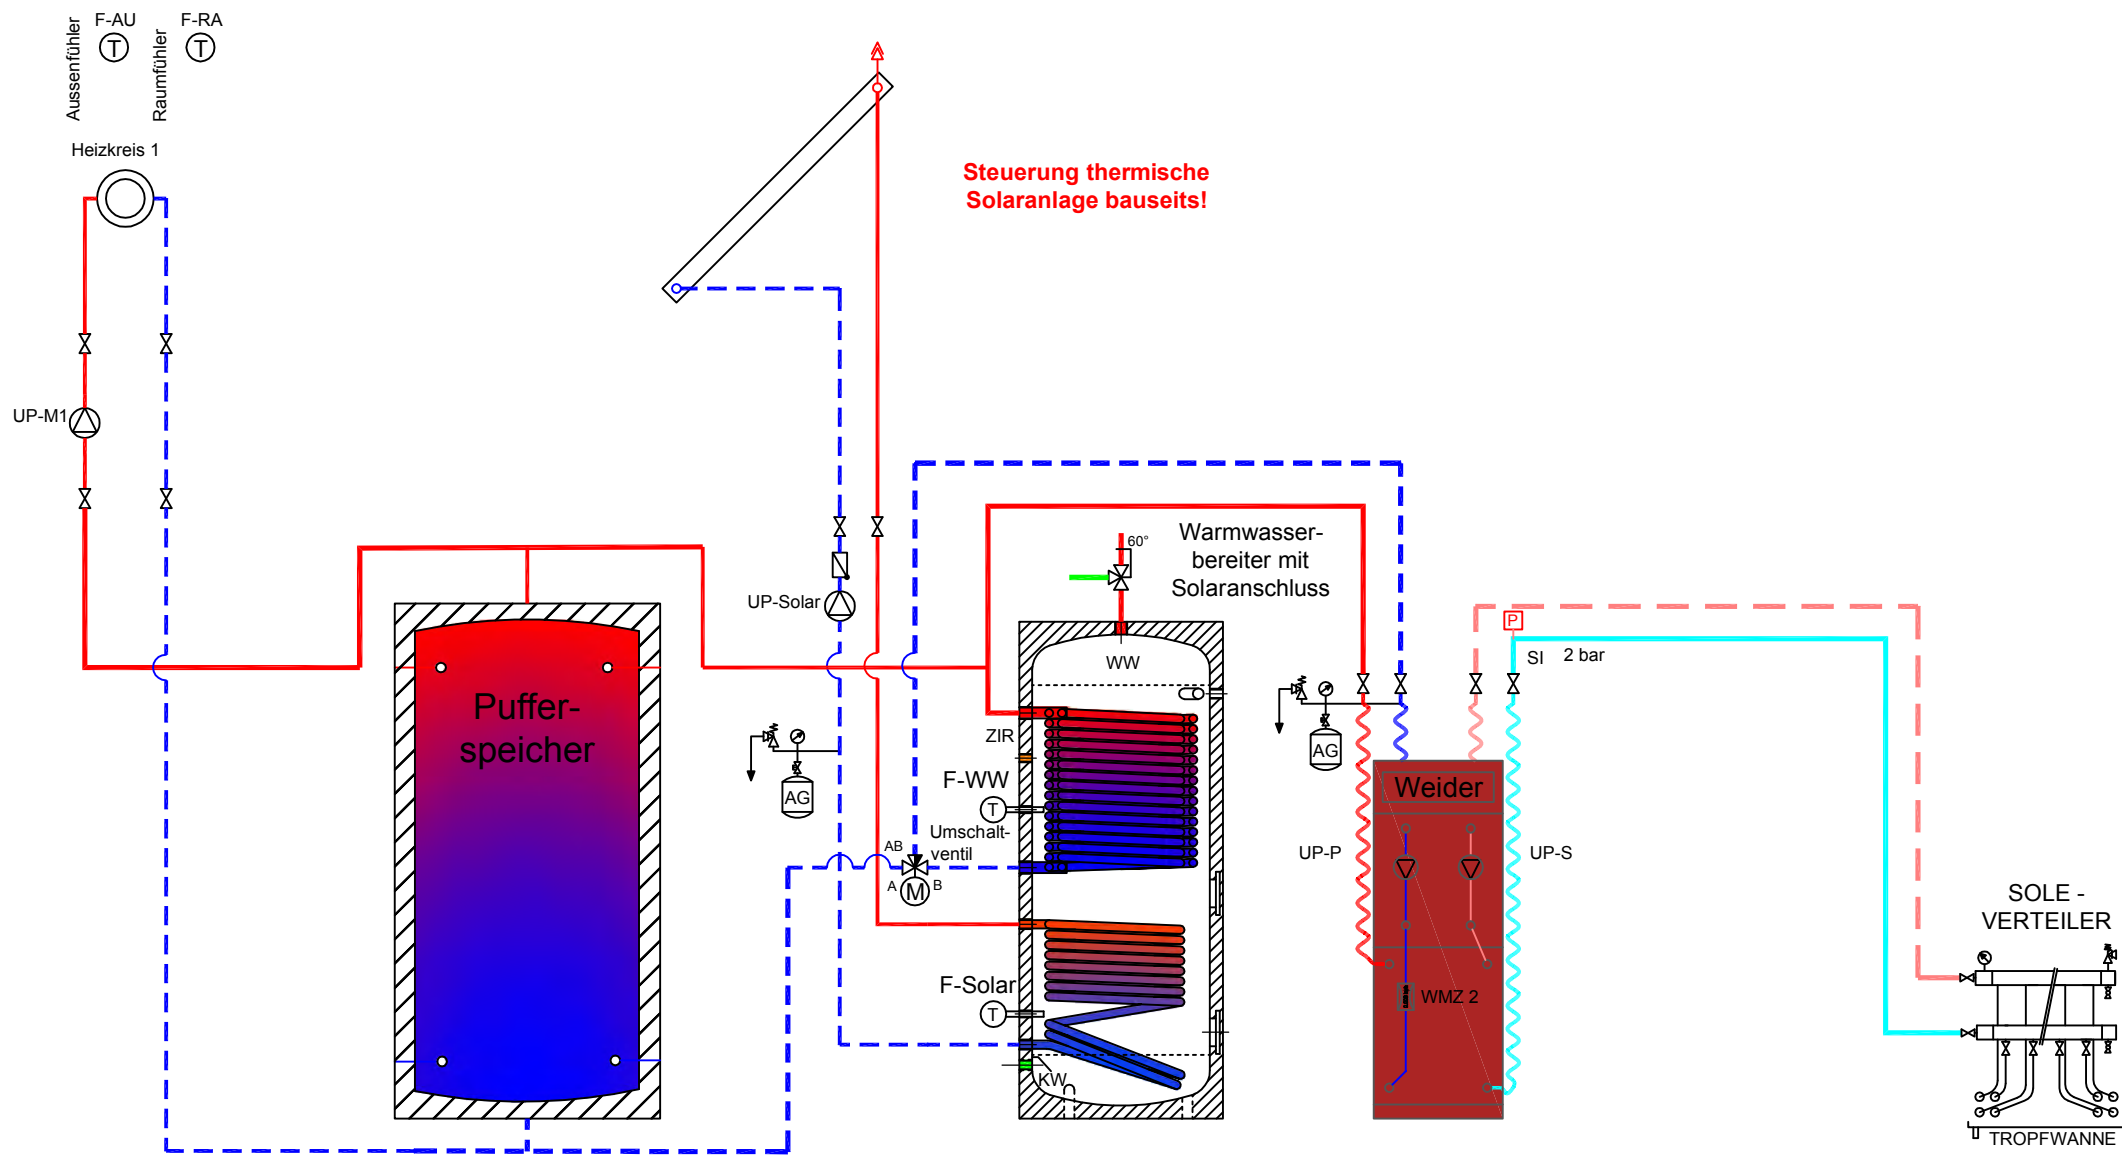 F-AU
F-RA
T
T
Aussenfühler
Raumfühler
Heizkreis 1
Steuerung thermische
Solaranlage bauseits!
UP-M1
UP-Solar
60°
Warmwasser-
bereiter mit
Solaranschluss
WW
P
SI
2 bar
Puffer-
speicher
ZIR
F-WW
T
AG
AG
Weider
Umschalt-
ventil
AB
A
B
M
UP-P
UP-S
SOLE -
VERTEILER
F-Solar
T
WMZ 2
KW
TROPFWANNE